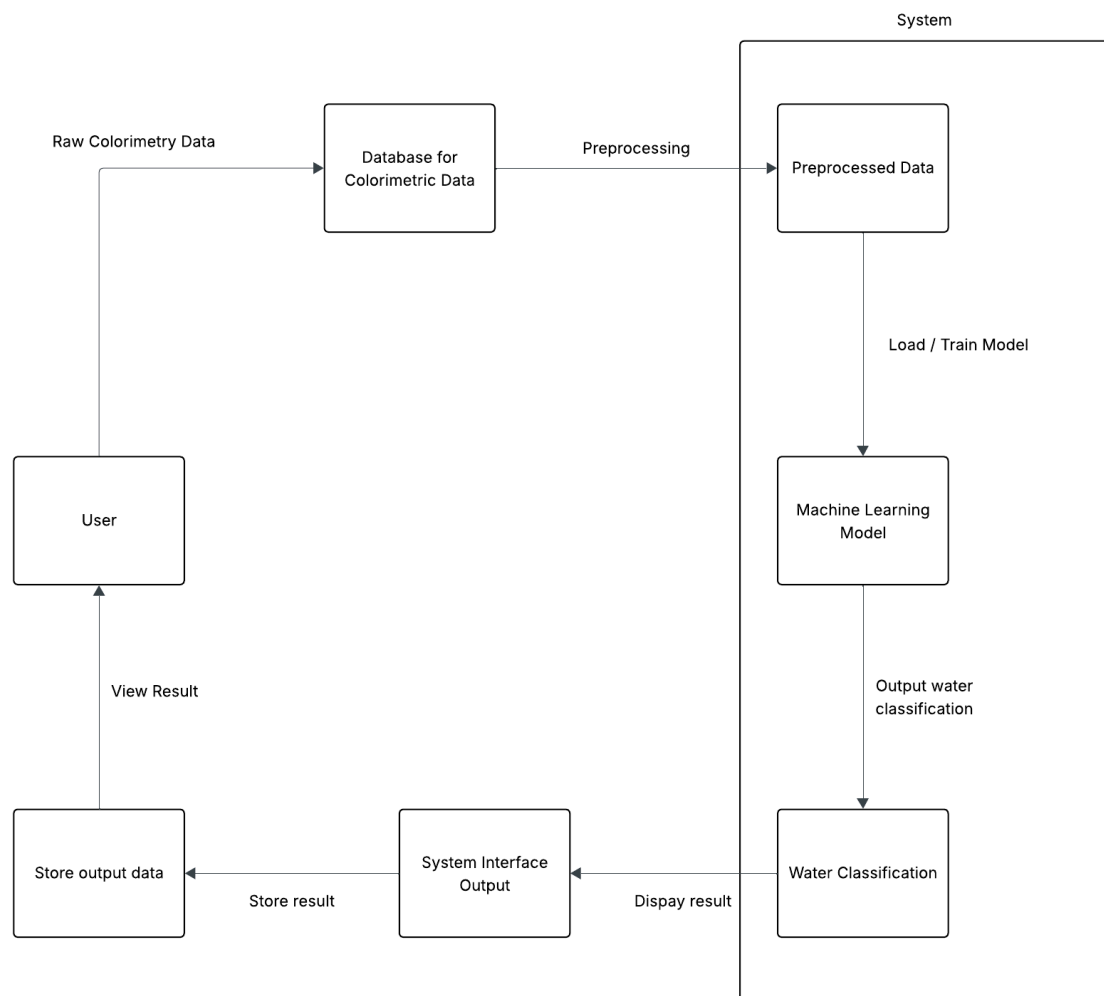 System
Raw Colorimetry Data
Database for
Colorimetric Data
Preprocessing
Preprocessed Data
Load / Train Model
User
Machine Learning
Model
View Result
Output water
classification
Store output data
Store result
System Interface
Output
Dispay result
Water Classification